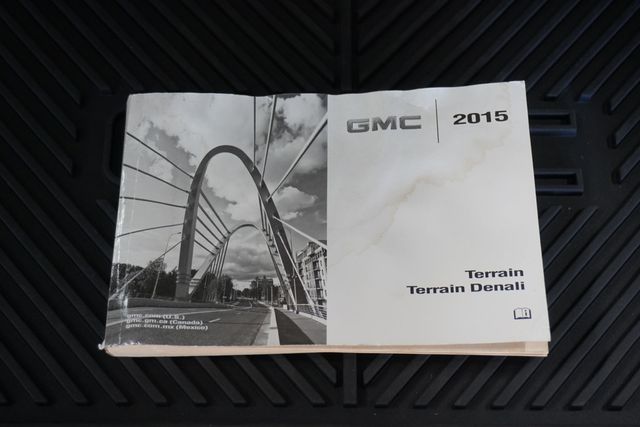 GMC
2015
Terrain
Terrain Denali
gmc.com (U.S.)
gmc.gm.ca (Canada)
gmc.com.mx (Mexico)